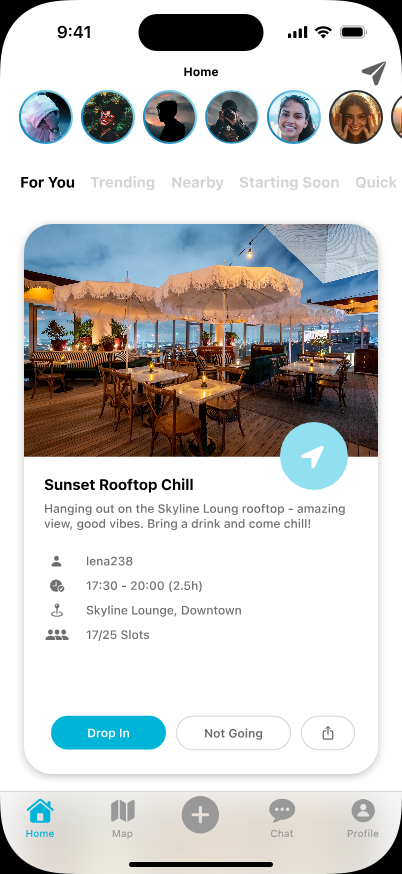 9:41
Home
For You Trending Nearby Starting Soon Quick
Sunset Rooftop Chill
Hanging out on the Skyline Loung rooftop - amazing
view, good vibes. Bring a drink and come chill!
lena238
17:30 - 20:00 (2.5h)
Skyline Lounge, Downtown
17/25 Slots
Drop In Not Going
Home Map Chat Profile